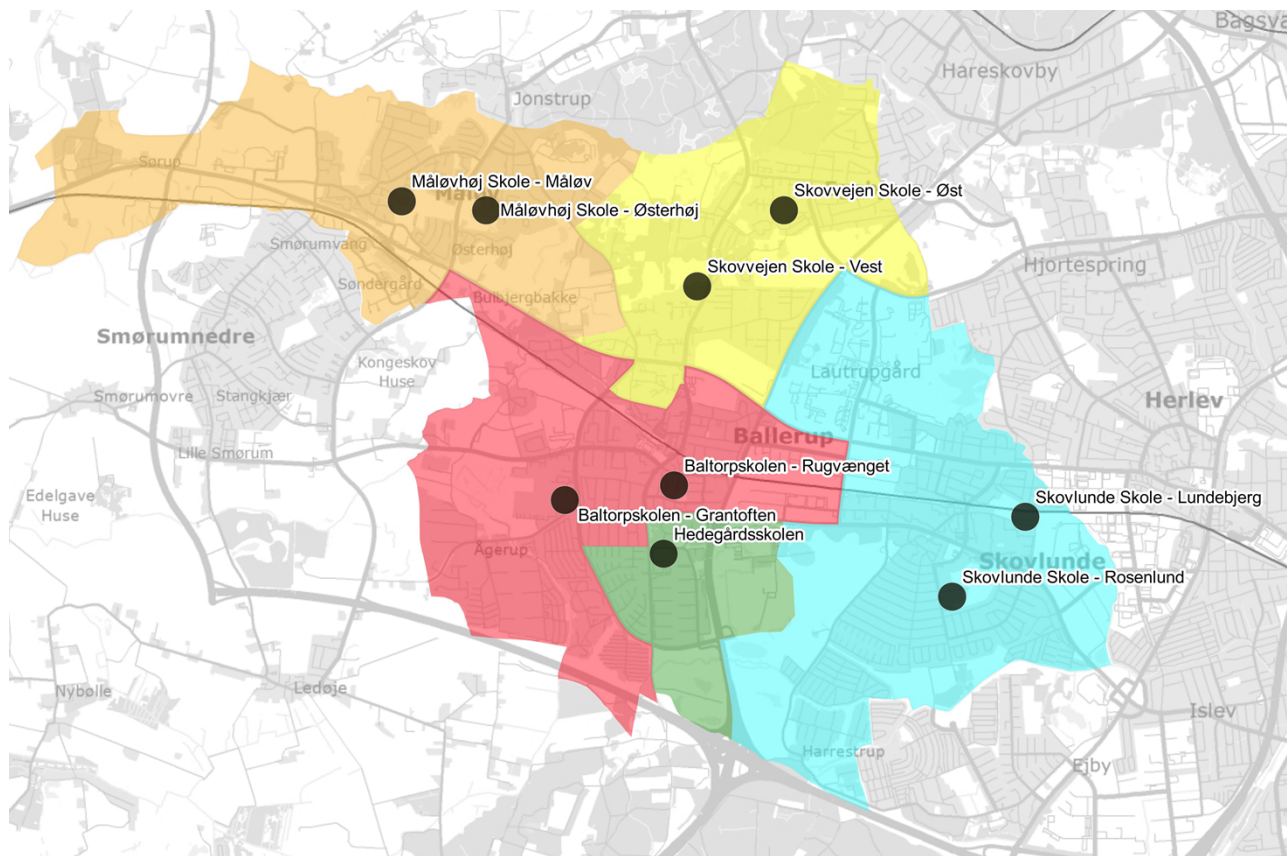 Bagsvæ
Hareskovby
Jonstrup
Sørup
Måløvhøj Skole - Måløv
Måløv
Måløvhøj Skole - Østerhøj
Skovvejen Skole - Øst
Smørumvang
Østerhøj
Skovvejen Skole - Vest
Hjortespring
Søndergård
Bulbjergbakke
Smørumnedre
Kongeskov
Huse
Lautrupgård
Stangkjær
Smørumovre
Herlev
Ballerup
Lille Smørum
Baltorpskolen - Rugvænget
Edelgave
Huse
Skovlunde Skole - Lundebjerg
Baltorpskolen - Grantoften
Hedegårdsskolen
Ågerup
Skovlunde
Skovlunde Skole - Rosenlund
Nybølle
Ledøje
Islev
Harrestrup
Ejby